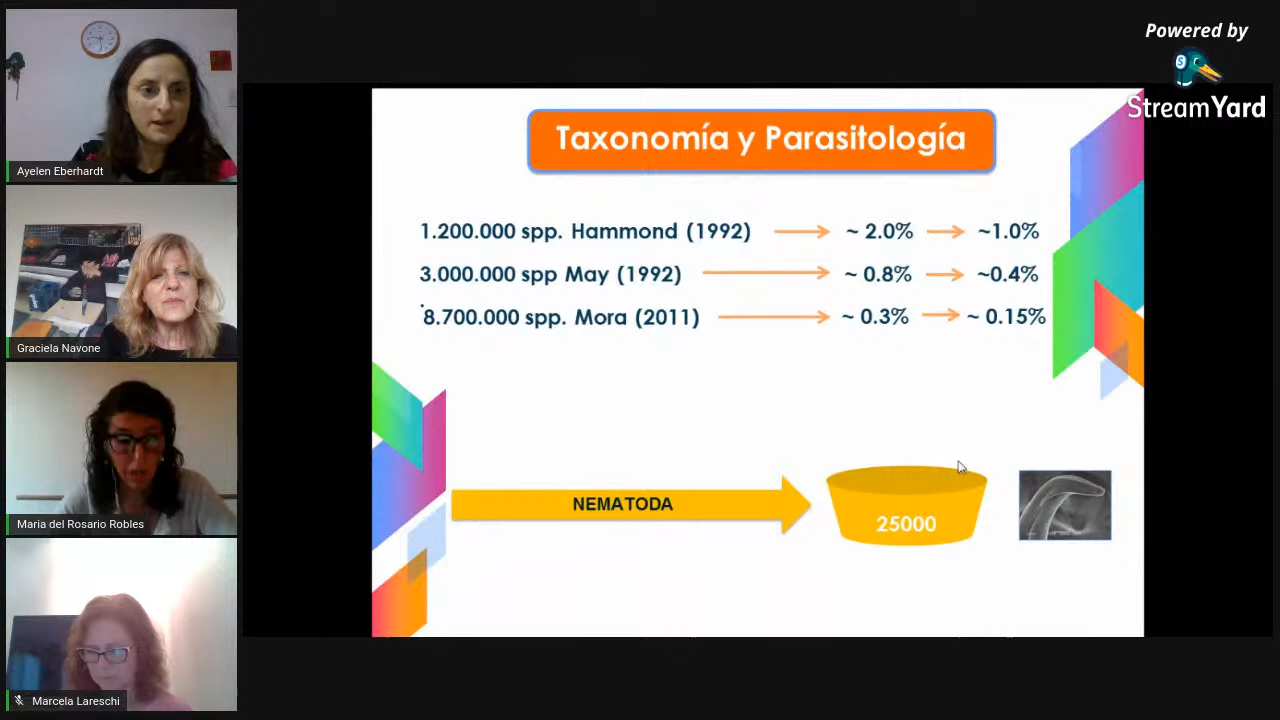 Powered by
StreamYard
Ayelen Eberhardt
Graciela Navone
Maria del Rosario Robles
Marcela Lareschi
Taxonomía y Parasitología
1.200.000 spp. Hammond (1992) ~ 2.0% ~1.0%
3.000.000 spp May (1992) ~ 0.8% ~0.4%
8.700.000 spp. Mora (2011) ~ 0.3% ~ 0.15%
NEMATODA
25000